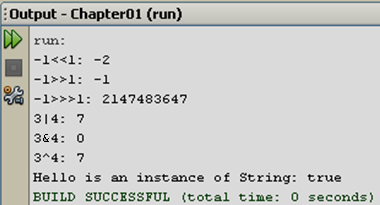 Output - Chapter01 (run)
run:
-1<<1: -2
-1>>1: -1
-1>>>1: 2147483647
3|4: 7
3&4: 0
3^4: 7
Hello is an instance of String: true
BUILD SUCCESSFUL (total time: 0 seconds)